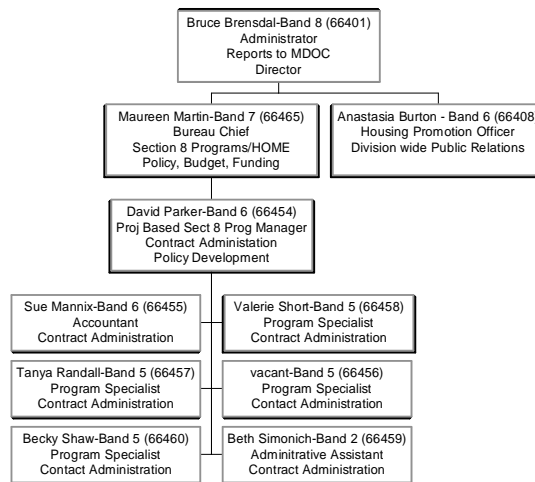 Bruce Brensdal-Band 8 (66401)
Administrator
Reports to MDOC
Director
Maureen Martin-Band 7 (66465)
Bureau Chief
Section 8 Programs/HOME
Policy, Budget, Funding
Anastasia Burton - Band 6 (66408)
Housing Promotion Officer
Division wide Public Relations
David Parker-Band 6 (66454)
Proj Based Sect 8 Prog Manager
Contract Administation
Policy Development
Sue Mannix-Band 6 (66455)
Accountant
Contract Administration
Valerie Short-Band 5 (66458)
Program Specialist
Contract Administration
Tanya Randall-Band 5 (66457)
Program Specialist
Contract Administration
vacant-Band 5 (66456)
Program Specialist
Contract Administration
Becky Shaw-Band 5 (66460)
Program Specialist
Contact Administration
Beth Simonich-Band 2 (66459)
Adminitrative Assistant
Contract Administration